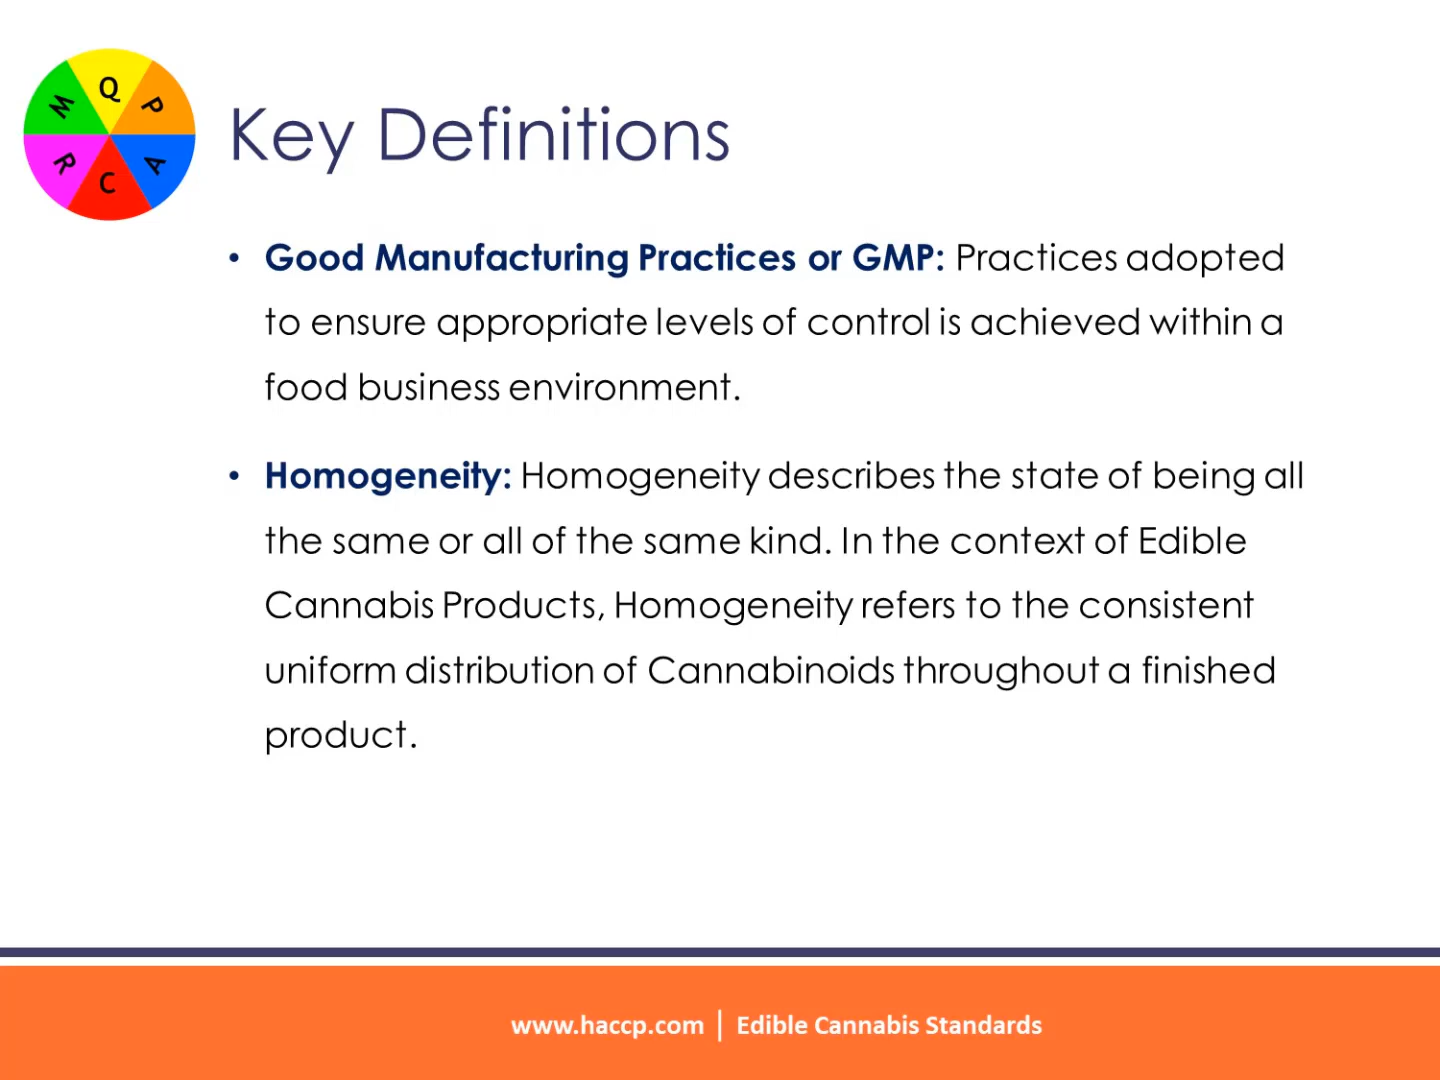 Q
P
A
C
R
M
Key Definitions
• Good Manufacturing Practices or GMP: Practices adopted
to ensure appropriate levels of control is achieved within a
food business environment.
• Homogeneity: Homogeneity describes the state of being all
the same or all of the same kind. In the context of Edible
Cannabis Products, Homogeneity refers to the consistent
uniform distribution of Cannabinoids throughout a finished
product.
www.haccp.com | Edible Cannabis Standards